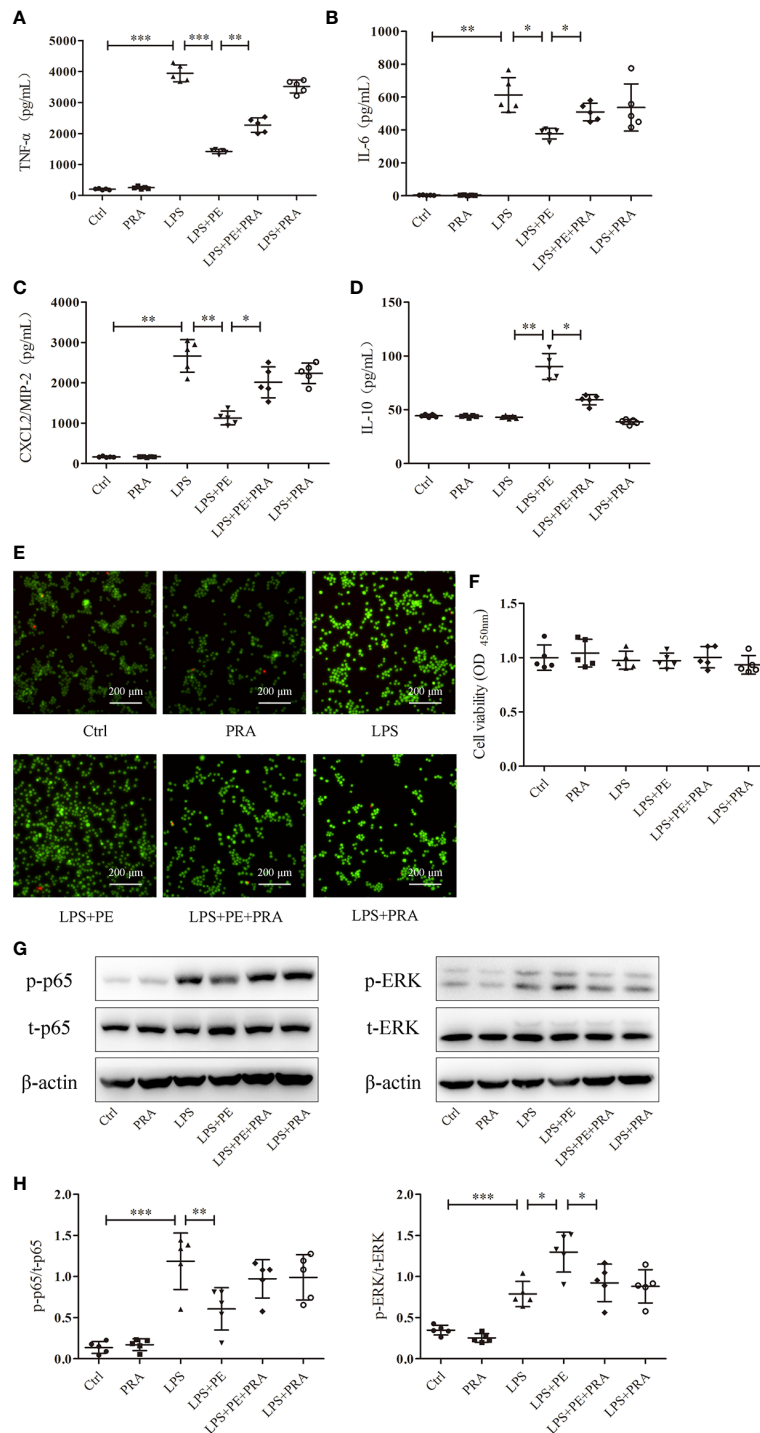 A
TNF-α (pg/mL)
5000
4000
3000
2000
1000
0
*** *** **
Ctrl PRA LPS LPS+PE LPS+PE+PRA LPS+PRA
B
IL-6 (pg/mL)
1000
800
600
400
200
0
** * *
Ctrl PRA LPS LPS+PE LPS+PE+PRA LPS+PRA
C
CXCL2/MIP-2 (pg/mL)
4000
3000
2000
1000
0
** ** *
Ctrl PRA LPS LPS+PE LPS+PE+PRA LPS+PRA
D
IL-10 (pg/mL)
150
100
50
0
** *
Ctrl PRA LPS LPS+PE LPS+PE+PRA LPS+PRA
E
200 μm 200 μm 200 μm
Ctrl PRA LPS
200 μm 200 μm 200 μm
LPS+PE LPS+PE+PRA LPS+PRA
F
Cell viability (OD 450nm)
1.5
1.0
0.5
0.0
Ctrl PRA LPS LPS+PE LPS+PE+PRA LPS+PRA
G
p-p65
t-p65
β-actin
Ctrl PRA LPS LPS+PE LPS+PE+PRA LPS+PRA
p-ERK
t-ERK
β-actin
Ctrl PRA LPS LPS+PE LPS+PE+PRA LPS+PRA
H
p-p65/t-p65
2.0
1.5
1.0
0.5
0.0
*** **
Ctrl PRA LPS LPS+PE LPS+PE+PRA LPS+PRA
p-ERK/t-ERK
2.0
1.5
1.0
0.5
0.0
*** * *
Ctrl PRA LPS LPS+PE LPS+PE+PRA LPS+PRA